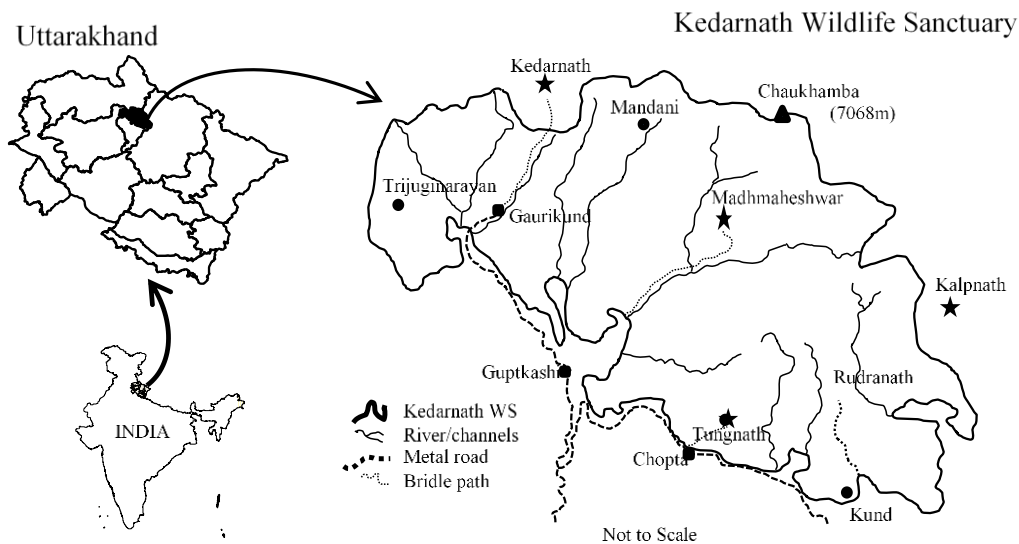 Kedarnath Wildlife Sanctuary
Uttarakhand
Kedarnath
Chaukhamba
(7068m)
Mandani
Trijuginarayan
Madhmaheshwar
Gaurikund
Kalpnath
Guptkashi
Rudranath
Kedarnath WS
River/channels
Metal road
Bridle path
INDIA
Tungnath
Chopta
Kund
Not to Scale